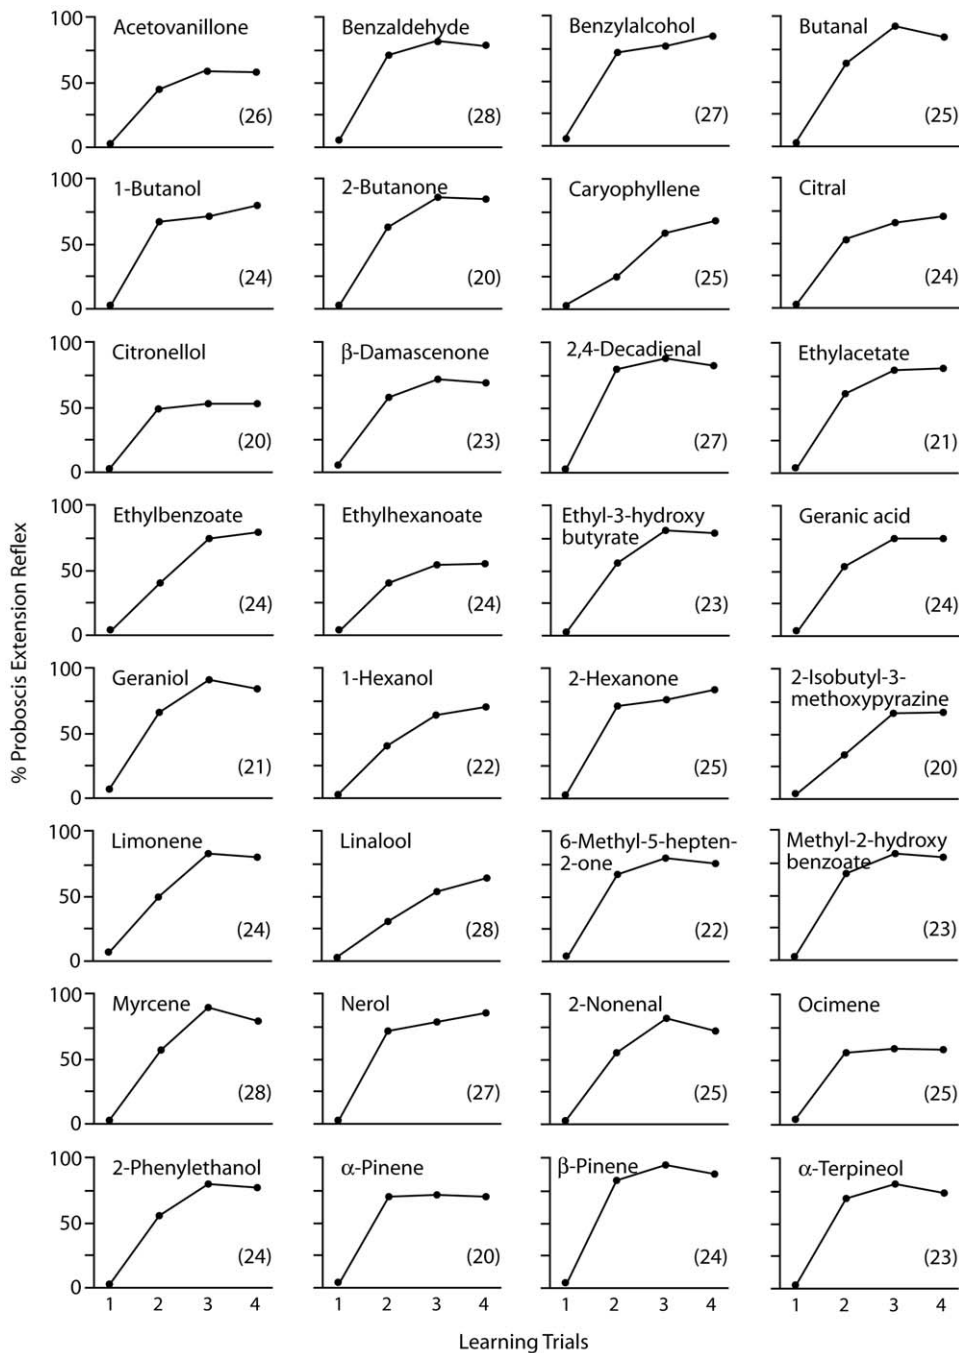 100
Acetovanillone
Benzaldehyde
Benzylalcohol
Butanal
50
0
(26)
(28)
(27)
(25)
100
1-Butanol
2-Butanone
Caryophyllene
Citral
50
0
(24)
(20)
(25)
(24)
100
Citronellol
β-Damascenone
2,4-Decadienal
Ethylacetate
50
0
(20)
(23)
(27)
(21)
% Proboscis Extension Reflex
100
Ethylbenzoate
Ethylhexanoate
Ethyl-3-hydroxy
butyrate
Geranic acid
50
0
(24)
(24)
(23)
(24)
100
Geraniol
1-Hexanol
2-Hexanone
2-Isobutyl-3-
methoxypyrazine
50
0
(21)
(22)
(25)
(20)
100
Limonene
Linalool
6-Methyl-5-hepten-
2-one
Methyl-2-hydroxy
benzoate
50
0
(24)
(28)
(22)
(23)
100
Myrcene
Nerol
2-Nonenal
Ocimene
50
0
(28)
(27)
(25)
(25)
100
2-Phenylethanol
α-Pinene
β-Pinene
α-Terpineol
50
0
(24)
(20)
(24)
(23)
1 2 3 4
1 2 3 4
1 2 3 4
1 2 3 4
Learning Trials